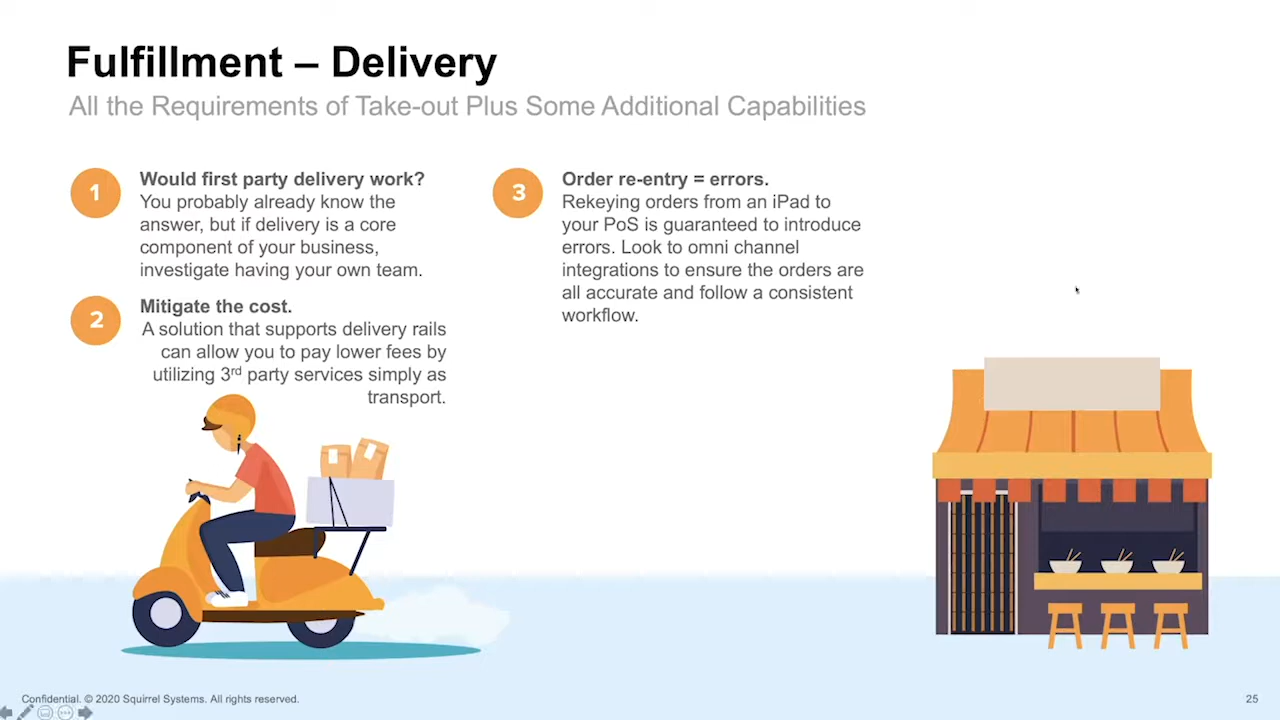 Fulfillment – Delivery
All the Requirements of Take-out Plus Some Additional Capabilities
1
Would first party delivery work?
You probably already know the
answer, but if delivery is a core
component of your business,
investigate having your own team.
2
Mitigate the cost.
A solution that supports delivery rails
can allow you to pay lower fees by
utilizing 3rd party services simply as
transport.
3
Order re-entry = errors.
Rekeying orders from an iPad to
your PoS is guaranteed to introduce
errors. Look to omni channel
integrations to ensure the orders are
all accurate and follow a consistent
workflow.
Confidential. © 2020 Squirrel Systems. All rights reserved.
25